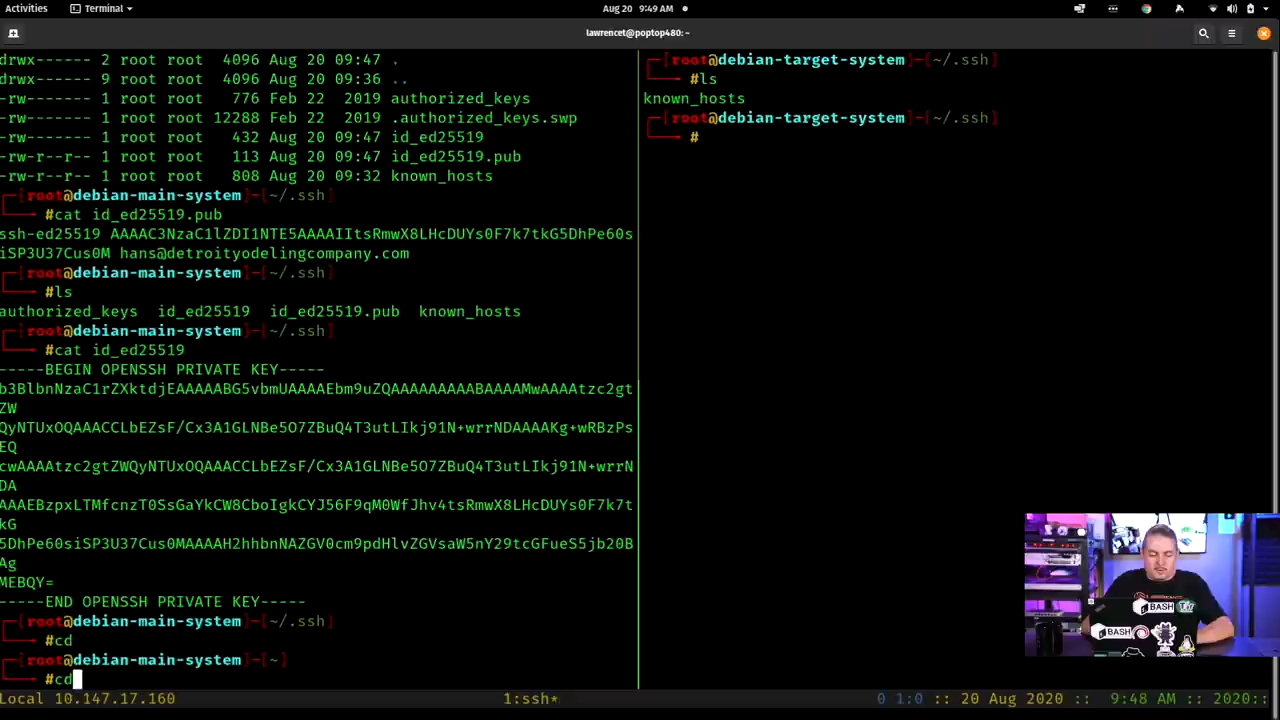 Activities
Terminal
Aug 20 9:49 AM
lawrencet@poptop480: ~
drwx------ 2 root root 4096 Aug 20 09:47 .
drwx------ 9 root root 4096 Aug 20 09:36 ..
-rw------- 1 root root 776 Feb 22 2019 authorized_keys
-rw------- 1 root root 12288 Feb 22 2019 .authorized_keys.swp
-rw------- 1 root root 432 Aug 20 09:47 id_ed25519
-rw-r--r-- 1 root root 113 Aug 20 09:47 id_ed25519.pub
-rw-r--r-- 1 root root 808 Aug 20 09:32 known_hosts
[root@debian-main-system]-[~/.ssh]
#cat id_ed25519.pub
ssh-ed25519 AAAAC3NzaC1lZDI1NTE5AAAAIItsRmwX8LHcDUYs0F7k7tkG5DhPe60s
iSP3U37Cus0M hans@detroityodelingcompany.com
[root@debian-main-system]-[~/.ssh]
#ls
authorized_keys id_ed25519 id_ed25519.pub known_hosts
[root@debian-main-system]-[~/.ssh]
#cat id_ed25519
-----BEGIN OPENSSH PRIVATE KEY-----
b3BlbnNzaC1rZXktdjEAAAAABG5vbmUAAAAEbm9uZQAAAAAAAAABAAAAMwAAAAtzc2gt
ZW
QyNTUxOQAAACCLbEZsF/Cx3A1GLNBe5O7ZBuQ4T3utLIkj91N+wrrNDAAAAKg+wRBzPs
EQ
cwAAAAtzc2gtZWQyNTUxOQAAACCLbEZsF/Cx3A1GLNBe5O7ZBuQ4T3utLIkj91N+wrrN
DA
AAAEBzpxLTMfcnzT0SsGaYkCW8CboIgkCYJ56F9qM0WfJhv4tsRmwX8LHcDUYs0F7k7t
kG
5DhPe60siSP3U37Cus0MAAAAH2hhbnNAZGV0cm9pdHlvZGVsaW5nY29tcGFueS5jb20B
Ag
MEBQY=
-----END OPENSSH PRIVATE KEY-----
[root@debian-main-system]-[~/.ssh]
#cd
[root@debian-main-system]-[~]
#cd
[root@debian-target-system]-[~/.ssh]
#ls
known_hosts
[root@debian-target-system]-[~/.ssh]
#
BASH
BASH
Local 10.147.17.160
1:ssh*
0 1:0 :: 20 Aug 2020 :: 9:48 AM :: 2020::